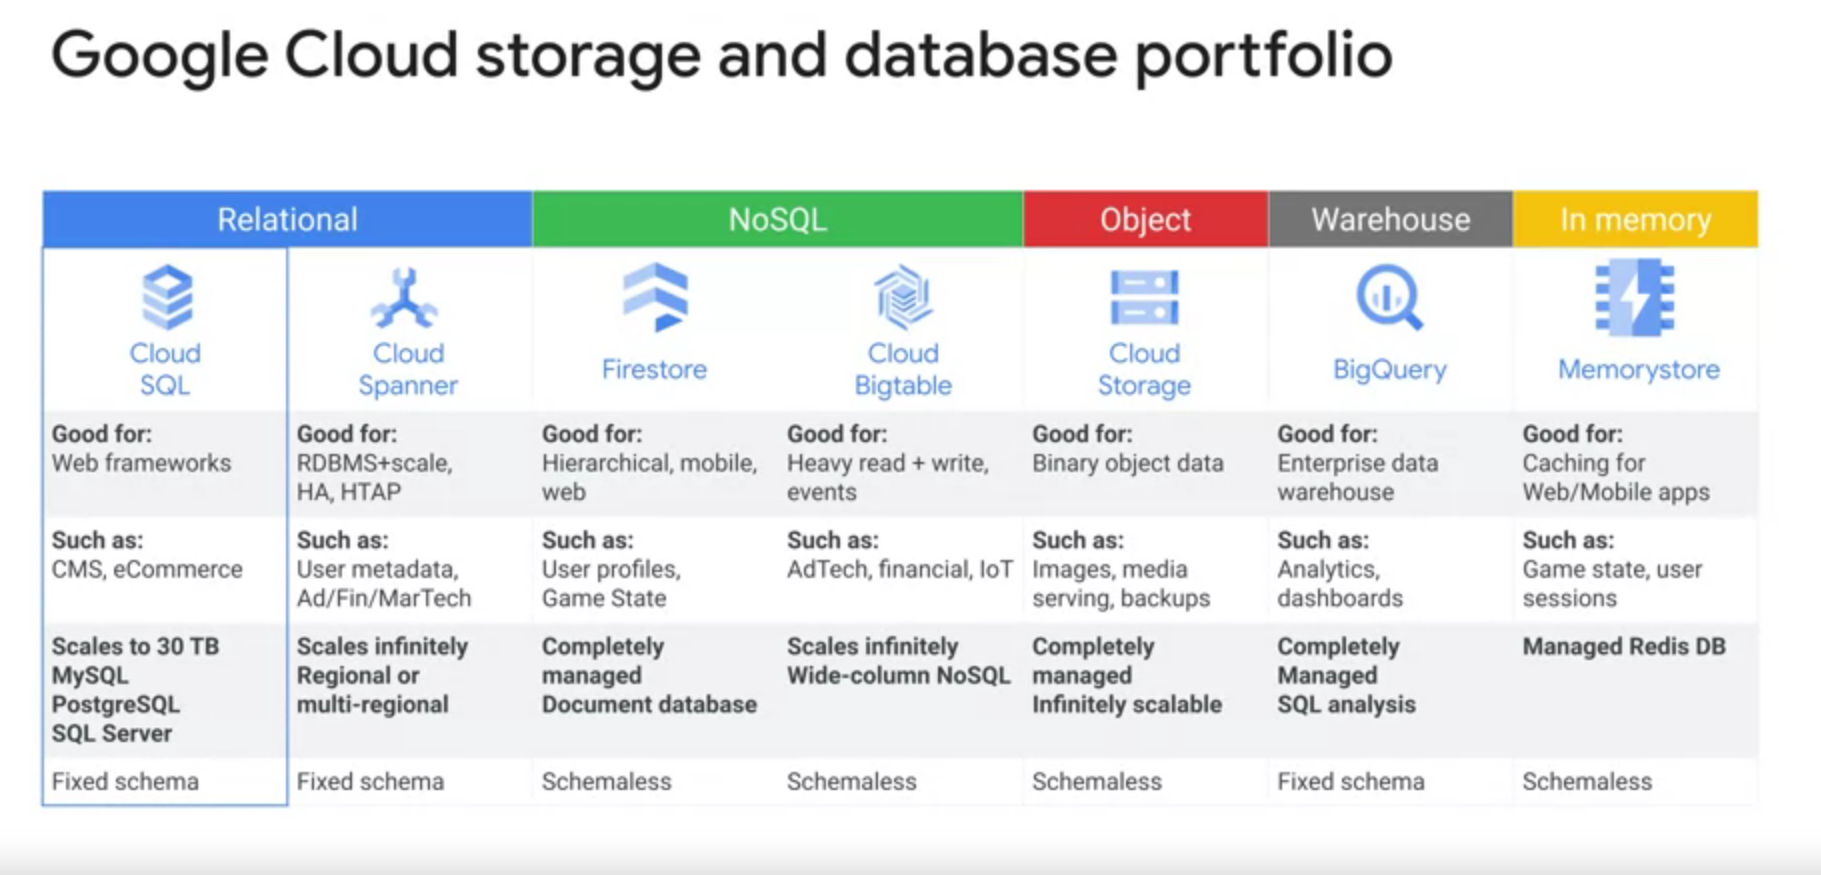 Google Cloud storage and database portfolio
Relational
NoSQL
Object
Warehouse
In memory
Cloud
SQL
Cloud
Spanner
Firestore
Cloud
Bigtable
Cloud
Storage
BigQuery
Memorystore
Good for:
Web frameworks
Good for:
RDBMS+scale,
HA, HTAP
Good for:
Hierarchical, mobile,
web
Good for:
Heavy read + write,
events
Good for:
Binary object data
Good for:
Enterprise data
warehouse
Good for:
Caching for
Web/Mobile apps
Such as:
CMS, eCommerce
Such as:
User metadata,
Ad/Fin/MarTech
Such as:
User profiles,
Game State
Such as:
AdTech, financial, IoT
Such as:
Images, media
serving, backups
Such as:
Analytics,
dashboards
Such as:
Game state, user
sessions
Scales to 30 TB
MySQL
PostgreSQL
SQL Server
Scales infinitely
Regional or
multi-regional
Completely
managed
Document database
Scales infinitely
Wide-column NoSQL
Completely
managed
Infinitely scalable
Completely
Managed
SQL analysis
Managed Redis DB
Fixed schema
Fixed schema
Schemaless
Schemaless
Schemaless
Fixed schema
Schemaless